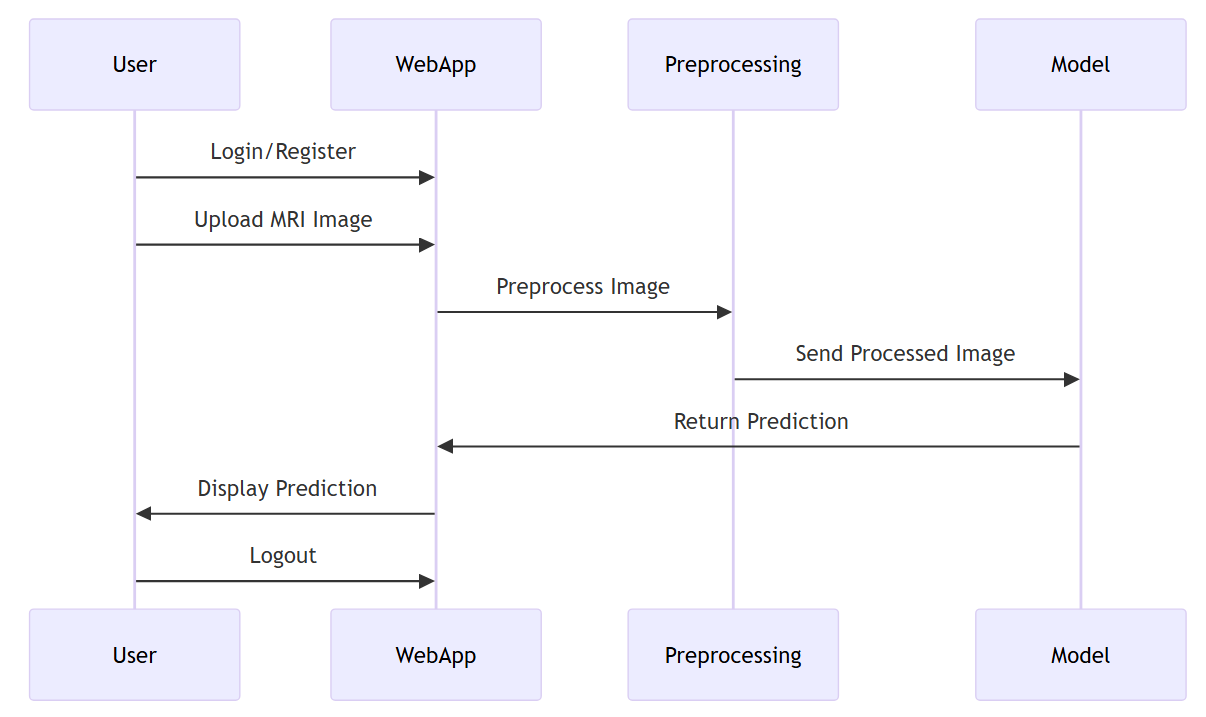 User
WebApp
Preprocessing
Model
Login/Register
Upload MRI Image
Preprocess Image
Send Processed Image
Return Prediction
Display Prediction
Logout
User
WebApp
Preprocessing
Model